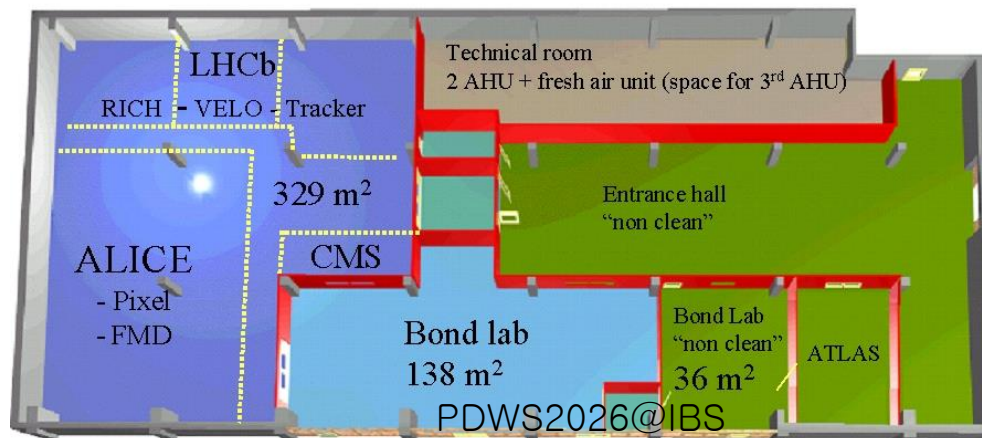 LHCb
RICH - VELO - Tracker
Technical room
2 AHU + fresh air unit (space for 3rd AHU)
329 m²
Entrance hall
“non clean”
ALICE
- Pixel
- FMD
CMS
Bond lab
138 m²
Bond Lab
“non clean”
36 m²
ATLAS
PDWS2026@IBS